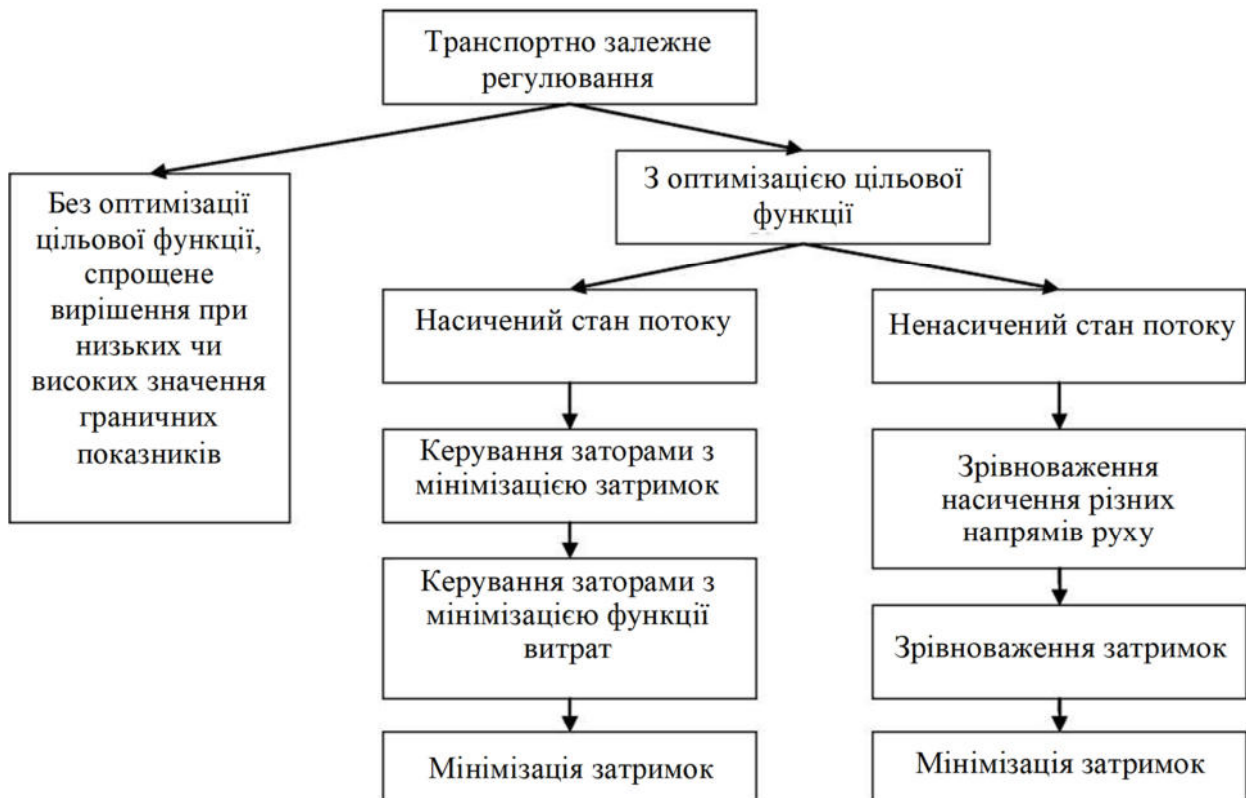 Транспортно залежне
регулювання
Без оптимізації
цільової функції,
спрощене
вирішення при
низьких чи
високих значення
граничних
показників
З оптимізацією цільової
функції
Насичений стан потоку
Ненасичений стан потоку
Керування заторами з
мінімізацією затримок
Зрівноваження
насичення різних
напрямів руху
Керування заторами з
мінімізацією функції
витрат
Зрівноваження затримок
Мінімізація затримок
Мінімізація затримок